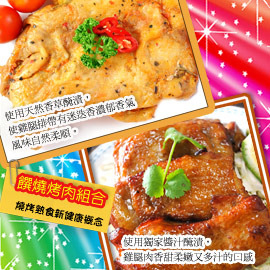 使用天然香草醃漬，
使雞腿排帶有迷迭香濃郁香氣，
風味自然柔順。
饌燒烤肉組合
燒烤熟食新健康概念
使用獨家醬汁醃漬，
雞腿肉香甜柔嫩又多汁的口感